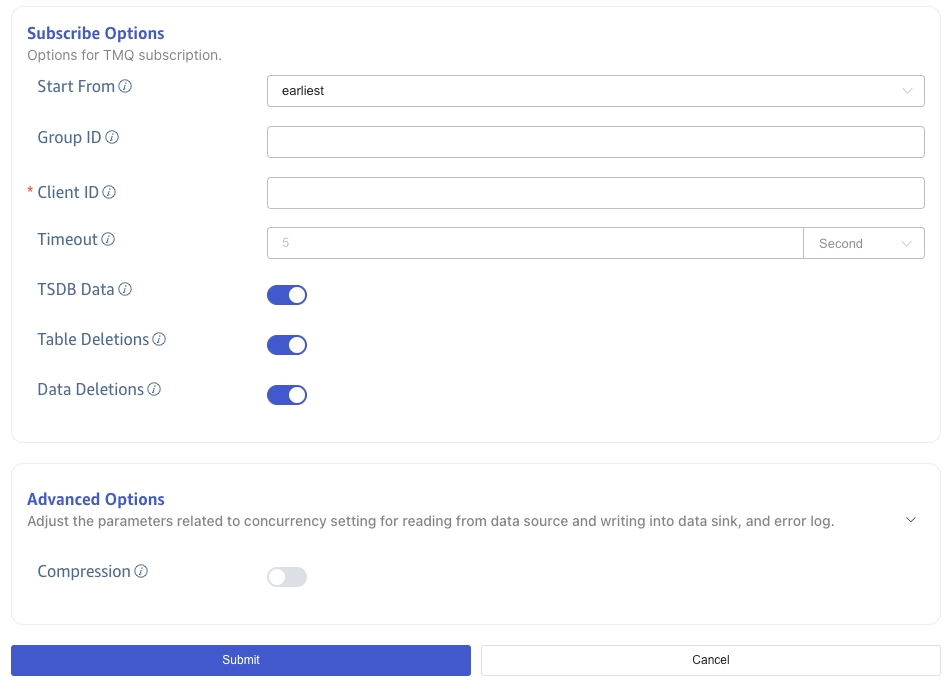 Subscribe Options
Options for TMQ subscription.
Start From
earliest
Group ID
* Client ID
Timeout
5
Second
TSDB Data
Table Deletions
Data Deletions
Advanced Options
Adjust the parameters related to concurrency setting for reading from data source and writing into data sink, and error log.
Compression
Submit
Cancel